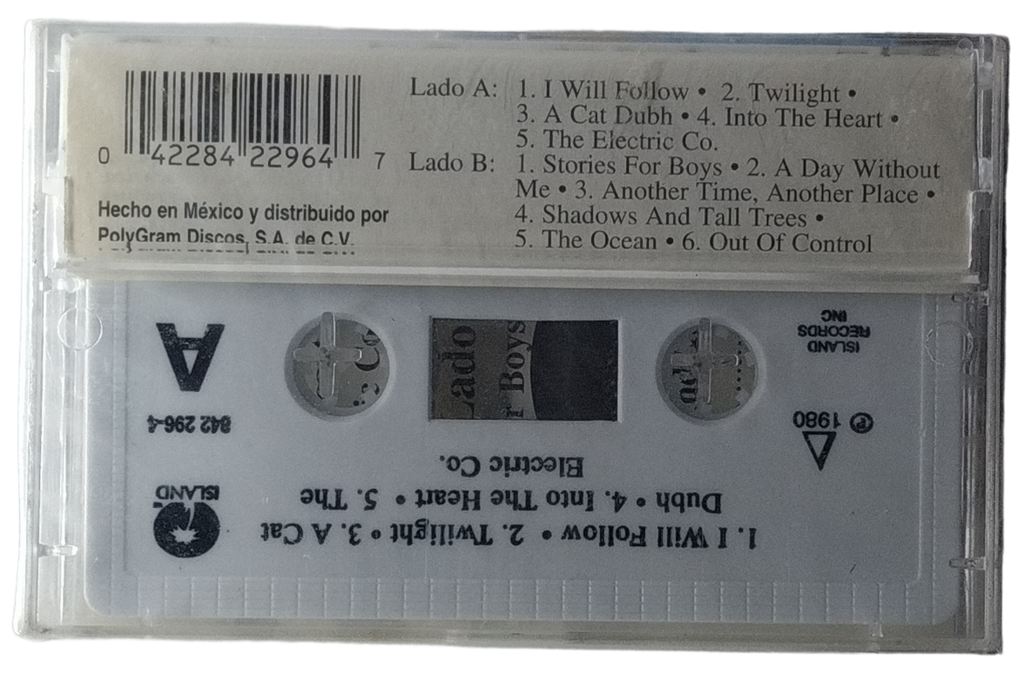 Lado A: 1. I Will Follow • 2. Twilight •
3. A Cat Dubh • 4. Into The Heart •
5. The Electric Co.
Lado B: 1. Stories For Boys • 2. A Day Without
Me • 3. Another Time, Another Place •
4. Shadows And Tall Trees •
5. The Ocean • 6. Out Of Control
0 42284 22964 7
Hecho en México y distribuido por
PolyGram Discos, S.A. de C.V.
Lado
Boys
1. I Will Follow • 2. Twilight • 3. A Cat
Dubh • 4. Into The Heart • 5. The
Electric Co.
ISLAND
842 296-4
A
℗ 1980
ISLAND
RECORDS
INC